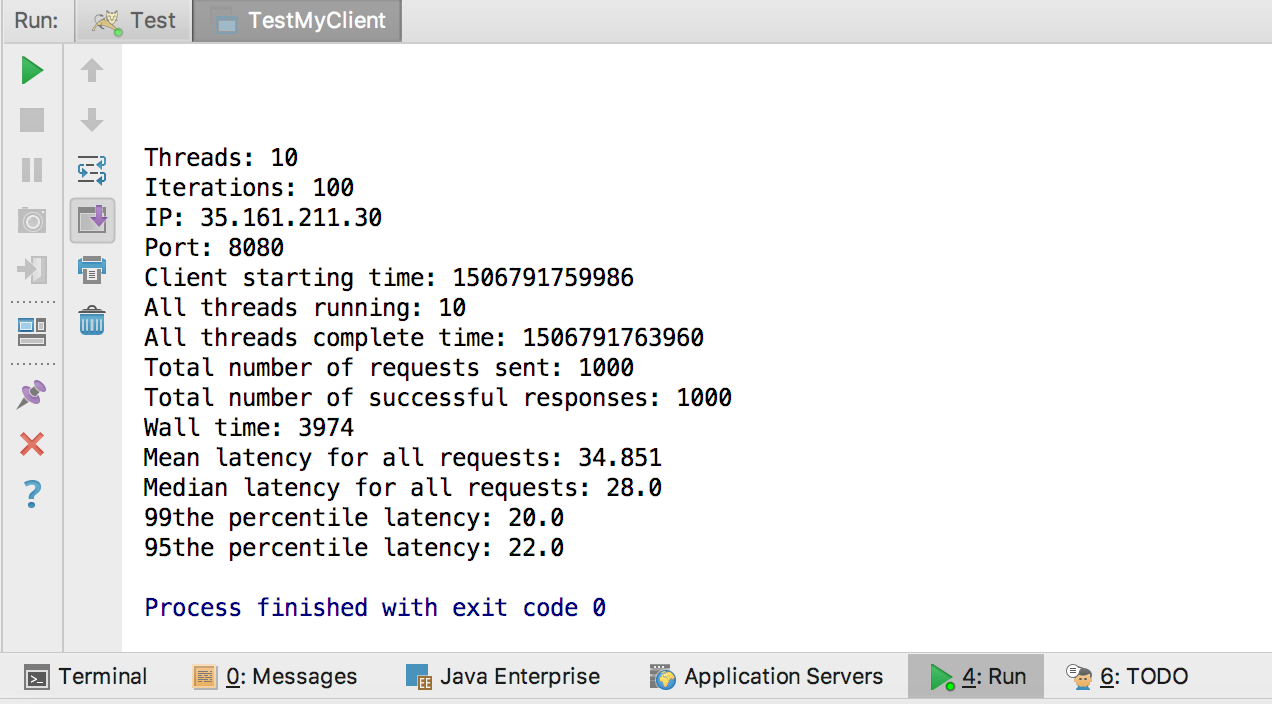 Run: Test TestMyClient
Threads: 10
Iterations: 100
IP: 35.161.211.30
Port: 8080
Client starting time: 1506791759986
All threads running: 10
All threads complete time: 1506791763960
Total number of requests sent: 1000
Total number of successful responses: 1000
Wall time: 3974
Mean latency for all requests: 34.851
Median latency for all requests: 28.0
99the percentile latency: 20.0
95the percentile latency: 22.0
Process finished with exit code 0
Terminal 0: Messages Java Enterprise Application Servers 4: Run 6: TODO